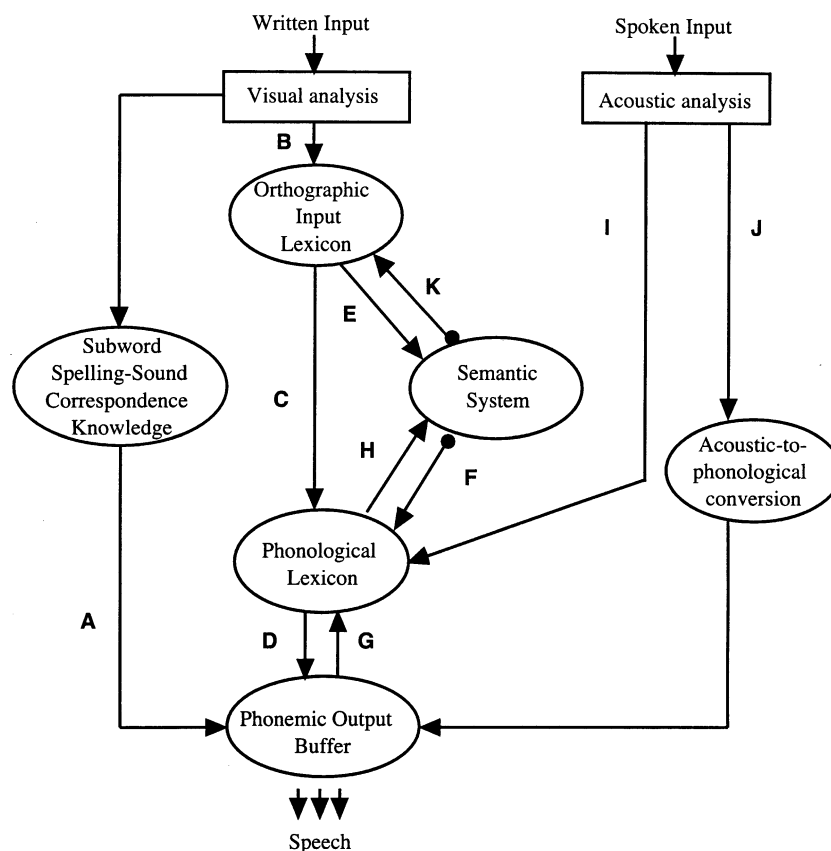 Written Input
Spoken Input
Visual analysis
Acoustic analysis
B
Orthographic
Input
Lexicon
I
J
K
E
Subword
Spelling-Sound
Correspondence
Knowledge
Semantic
System
C
H
F
Acoustic-to-
phonological
conversion
Phonological
Lexicon
A
D
G
Phonemic Output
Buffer
Speech